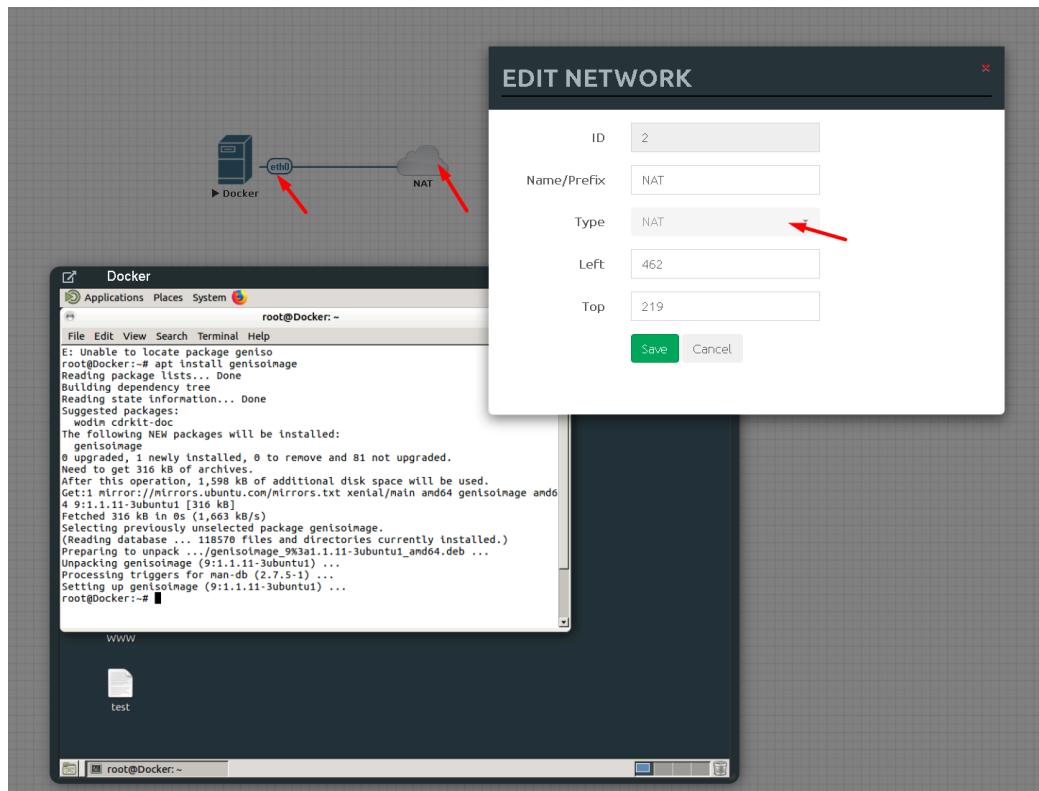 EDIT NETWORK
×
ID
2
Name/Prefix
NAT
Type
NAT
Left
462
Top
219
Save
Cancel
eth0
NAT
Docker
Docker
Applications Places System
root@Docker: ~
File Edit View Search Terminal Help
E: Unable to locate package geniso
root@Docker:~# apt install genisoimage
Reading package lists... Done
Building dependency tree
Reading state information... Done
Suggested packages:
  wodim cdrkit-doc
The following NEW packages will be installed:
  genisoimage
0 upgraded, 1 newly installed, 0 to remove and 81 not upgraded.
Need to get 316 kB of archives.
After this operation, 1,598 kB of additional disk space will be used.
Get:1 mirror://mirrors.ubuntu.com/mirrors.txt xenial/main amd64 genisoimage amd6
4 9:1.1.11-3ubuntu1 [316 kB]
Fetched 316 kB in 0s (1,663 kB/s)
Selecting previously unselected package genisoimage.
(Reading database ... 118570 files and directories currently installed.)
Preparing to unpack .../genisoimage_9%3a1.1.11-3ubuntu1_amd64.deb ...
Unpacking genisoimage (9:1.1.11-3ubuntu1) ...
Processing triggers for man-db (2.7.5-1) ...
Setting up genisoimage (9:1.1.11-3ubuntu1) ...
root@Docker:~#
www
test
root@Docker: ~